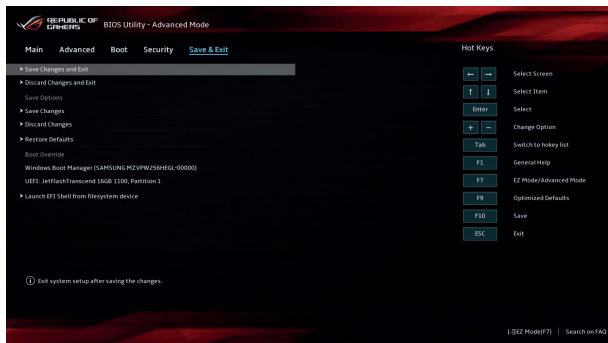 REPUBLIC OF GAMERS
BIOS Utility - Advanced Mode
Main Advanced Boot Security Save & Exit
Hot Keys
Save Changes and Exit
Discard Changes and Exit
Save Options
Save Changes
Discard Changes
Restore Defaults
Boot Override
Windows Boot Manager (SAMSUNG MZVPW256HEGL-00000)
UEFI: JetFlashTranscend 16GB 1100, Partition 1
Launch EFI Shell from filesystem device
← → Select Screen
↑ ↓ Select Item
Enter Select
+ − Change Option
Tab Switch to hokey list
F1 General Help
F7 EZ Mode/Advanced Mode
F9 Optimized Defaults
F10 Save
ESC Exit
Exit system setup after saving the changes.
EZ Mode(F7) | Search on FAQ